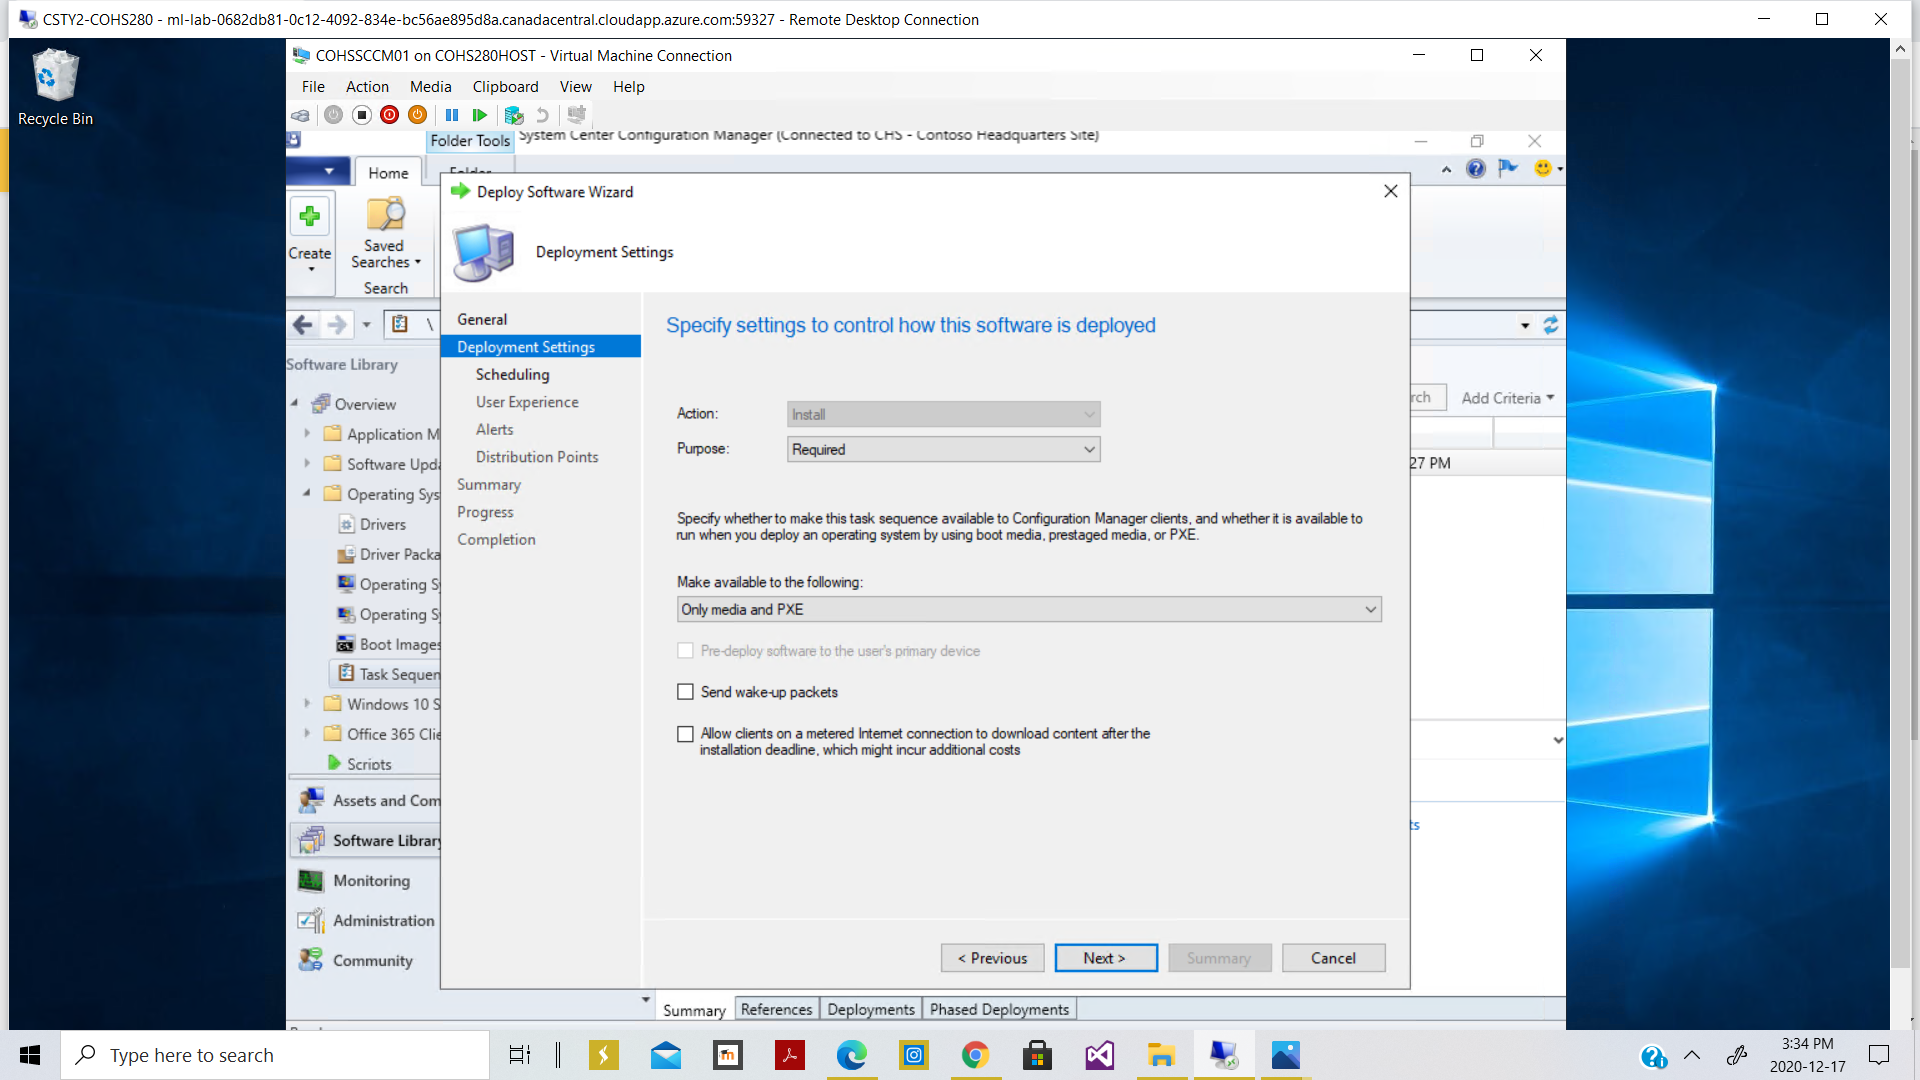 CSTY2-COHS280 - ml-lab-0682db81-0c12-4092-834e-bc56ae895d8a.canadacentral.cloudapp.azure.com:59327 - Remote Desktop Connection
Recycle Bin
COHSSCCM01 on COHS280HOST - Virtual Machine Connection
File Action Media Clipboard View Help
Folder Tools
System Center Configuration Manager (Connected to CHS - Contoso Headquarters Site)
Home
Folder
Create
Saved
Searches
Search
\
Software Library
Overview
Application M
Software Upda
Operating Sys
Drivers
Driver Packa
Operating S
Operating S
Boot Images
Task Sequen
Windows 10 S
Office 365 Clie
Scripts
Assets and Com
Software Library
Monitoring
Administration
Community
Deploy Software Wizard
Deployment Settings
General
Deployment Settings
Scheduling
User Experience
Alerts
Distribution Points
Summary
Progress
Completion
Specify settings to control how this software is deployed
Action:
Install
Purpose:
Required
Specify whether to make this task sequence available to Configuration Manager clients, and whether it is available to
run when you deploy an operating system by using boot media, prestaged media, or PXE.
Make available to the following:
Only media and PXE
Pre-deploy software to the user's primary device
Send wake-up packets
Allow clients on a metered Internet connection to download content after the
installation deadline, which might incur additional costs
< Previous
Next >
Summary
Cancel
rch
Add Criteria
27 PM
ts
Summary
References
Deployments
Phased Deployments
Type here to search
3:34 PM
2020-12-17